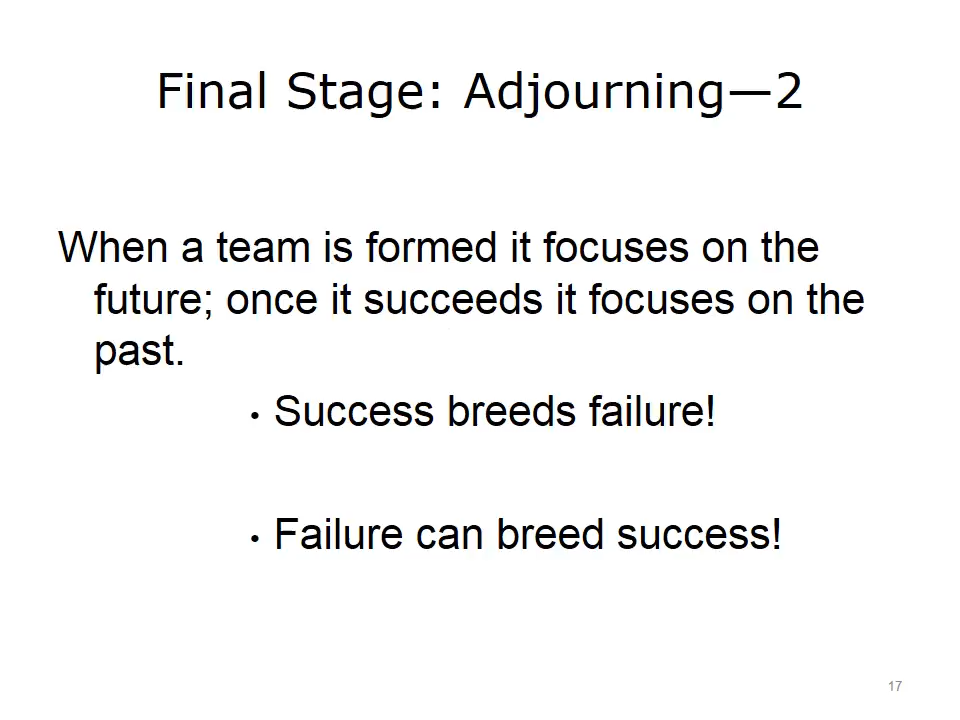 Final Stage: Adjourning—2
When a team is formed it focuses on the
future; once it succeeds it focuses on the
past.
• Success breeds failure!
• Failure can breed success!
17